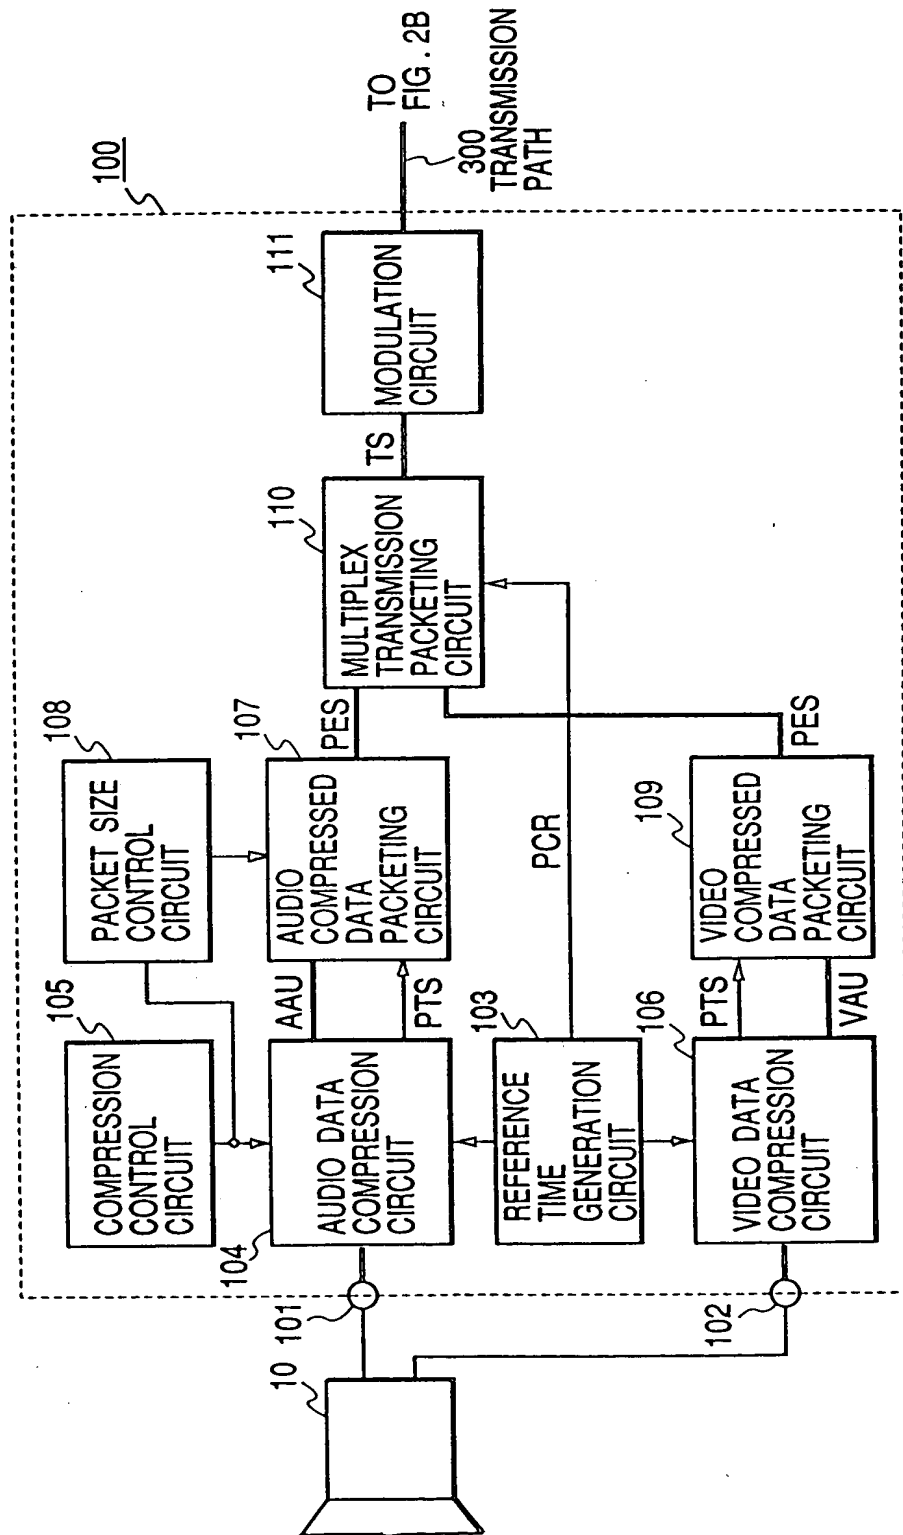 100
10
101
102
105
COMPRESSION
CONTROL
CIRCUIT
108
PACKET SIZE
CONTROL
CIRCUIT
104
AUDIO DATA
COMPRESSION
CIRCUIT
AAU
PTS
107
AUDIO
COMPRESSED
DATA
PACKETING
CIRCUIT
PES
103
REFERENCE
TIME
GENERATION
CIRCUIT
PCR
106
VIDEO DATA
COMPRESSION
CIRCUIT
PTS
VAU
109
VIDEO
COMPRESSED
DATA
PACKETING
CIRCUIT
PES
110
MULTIPLEX
TRANSMISSION
PACKETING
CIRCUIT
TS
111
MODULATION
CIRCUIT
TO
FIG. 2B
300
TRANSMISSION
PATH